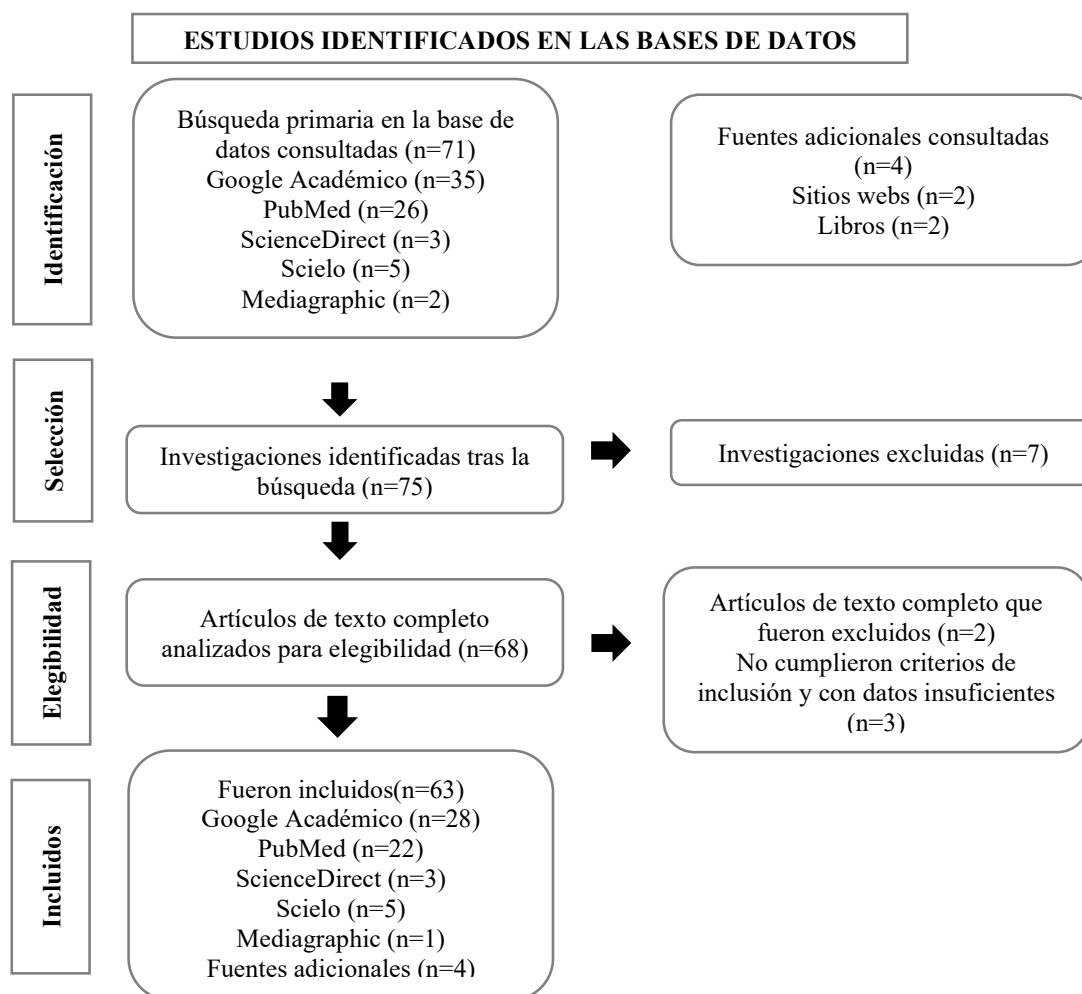 ESTUDIOS IDENTIFICADOS EN LAS BASES DE DATOS
Identificación
Búsqueda primaria en la base de
datos consultadas (n=71)
Google Académico (n=35)
PubMed (n=26)
ScienceDirect (n=3)
Scielo (n=5)
Mediagraphic (n=2)
Fuentes adicionales consultadas
(n=4)
Sitios webs (n=2)
Libros (n=2)
Selección
Investigaciones identificadas tras la
búsqueda (n=75)
Investigaciones excluidas (n=7)
Elegibilidad
Artículos de texto completo
analizados para elegibilidad (n=68)
Artículos de texto completo que
fueron excluidos (n=2)
No cumplieron criterios de
inclusión y con datos insuficientes
(n=3)
Incluidos
Fueron incluidos(n=63)
Google Académico (n=28)
PubMed (n=22)
ScienceDirect (n=3)
Scielo (n=5)
Mediagraphic (n=1)
Fuentes adicionales (n=4)